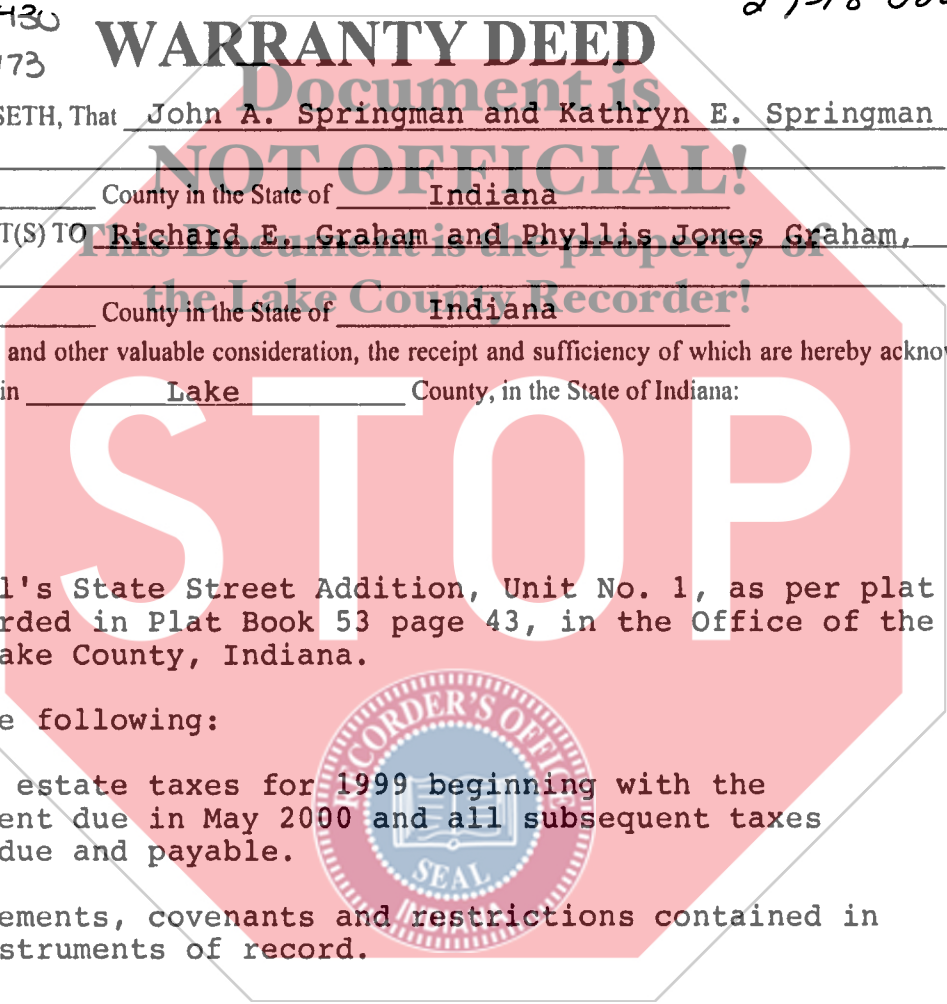 430
173
WARRANTY DEED
Document is
SETH, That John A. Springman and Kathryn E. Springman
NOT OFFICIAL!
County in the State of Indiana
T(S) TO Richard E. Graham and Phyllis Jones Graham,
This Document is the property of
the Lake County Recorder!
County in the State of Indiana
and other valuable consideration, the receipt and sufficiency of which are hereby acknow
in Lake County, in the State of Indiana:
STOP
l's State Street Addition, Unit No. 1, as per plat
rded in Plat Book 53 page 43, in the Office of the
ake County, Indiana.
e following:
estate taxes for 1999 beginning with the
ent due in May 2000 and all subsequent taxes
due and payable.
ements, covenants and restrictions contained in
struments of record.
RECORDER'S OFFICE
SEAL
INDIANA